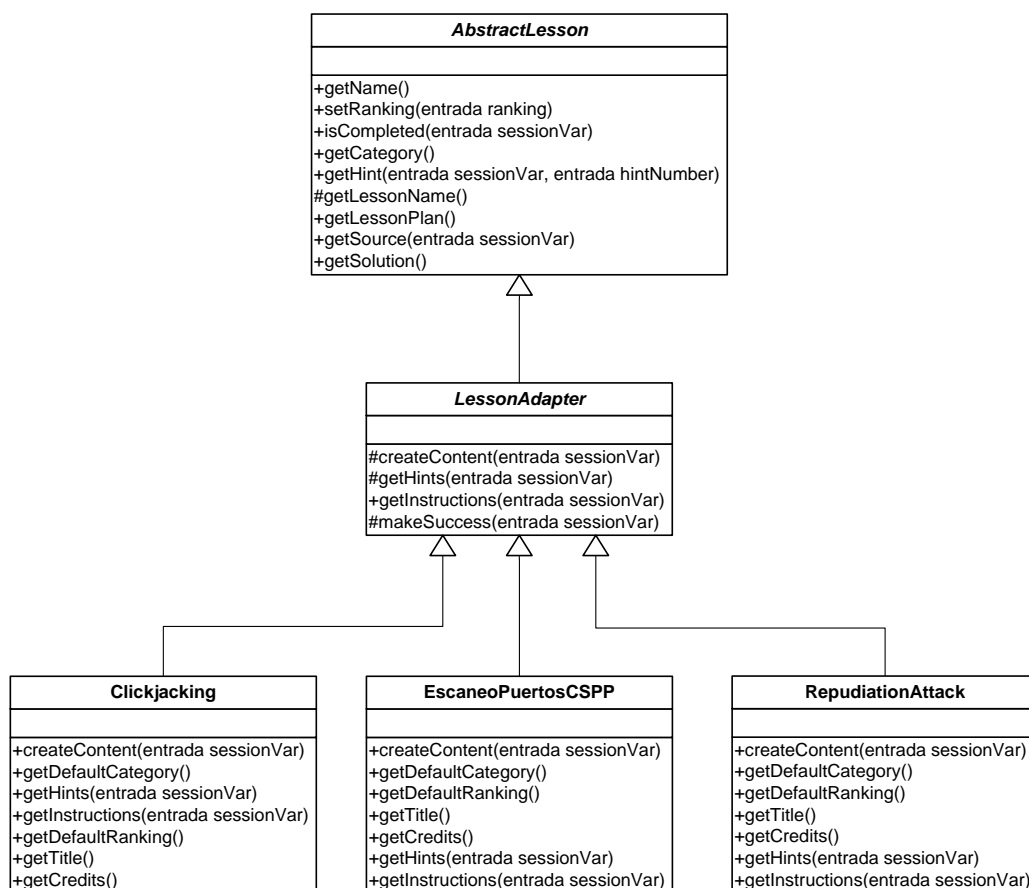 AbstractLesson
+getName()
+setRanking(entrada ranking)
+isCompleted(entrada sessionVar)
+getCategory()
+getHint(entrada sessionVar, entrada hintNumber)
#getLessonName()
+getLessonPlan()
+getSource(entrada sessionVar)
+getSolution()
LessonAdapter
#createContent(entrada sessionVar)
#getHints(entrada sessionVar)
+getInstructions(entrada sessionVar)
#makeSuccess(entrada sessionVar)
Clickjacking
+createContent(entrada sessionVar)
+getDefaultCategory()
+getHints(entrada sessionVar)
+getInstructions(entrada sessionVar)
+getDefaultRanking()
+getTitle()
+getCredits()
EscaneoPuertosCSPP
+createContent(entrada sessionVar)
+getDefaultCategory()
+getDefaultRanking()
+getTitle()
+getCredits()
+getHints(entrada sessionVar)
+getInstructions(entrada sessionVar)
RepudiationAttack
+createContent(entrada sessionVar)
+getDefaultCategory()
+getDefaultRanking()
+getTitle()
+getCredits()
+getHints(entrada sessionVar)
+getInstructions(entrada sessionVar)